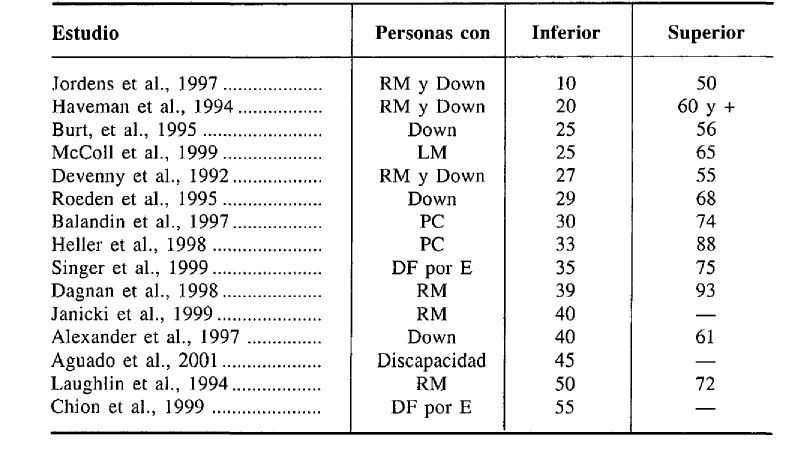 Estudio Personas con Inferior Superior
Jordens et al., 1997 .................... RM y Down 10 50
Haveman et al., 1994 ................. RM y Down 20 60 y +
Burt, et al., 1995 ........................ Down 25 56
McColl et al., 1999 .................... LM 25 65
Devenny et al., 1992 .................. RM y Down 27 55
Roeden et al., 1995 .................... Down 29 68
Balandin et al., 1997 .................. PC 30 74
Heller et al., 1998 ...................... PC 33 88
Singer et al., 1999 ...................... DF por E 35 75
Dagnan et al., 1998 .................... RM 39 93
Janicki et al., 1999 ..................... RM 40 —
Alexander et al., 1997 ............... Down 40 61
Aguado et al., 2001 .................... Discapacidad 45 —
Laughlin et al., 1994 .................. RM 50 72
Chion et al., 1999 ...................... DF por E 55 —